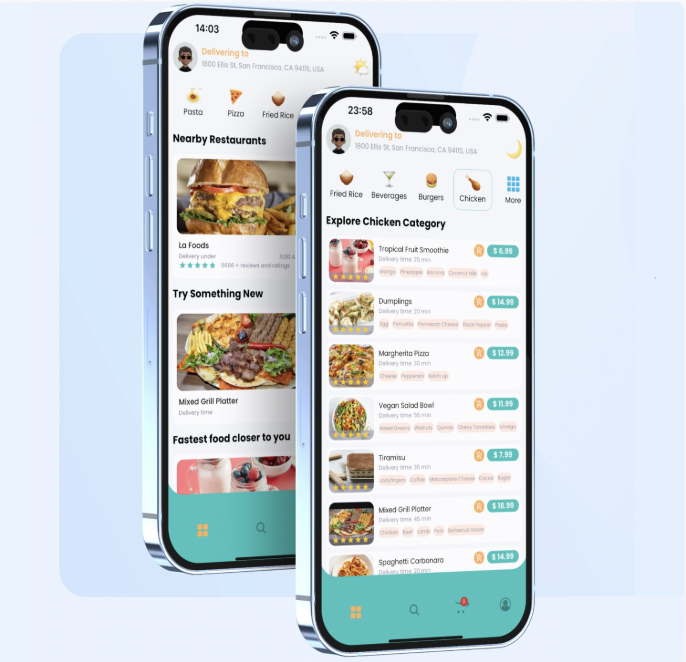 14:03
Delivering to
1800 Ellis St, San Francisco, CA 94115, USA
Pasta
Pizza
Fried Rice
Nearby Restaurants
La Foods
Delivery under
11:00 A
5686 + reviews and ratings
Try Something New
Mixed Grill Platter
Delivery time
Fastest food closer to you
23:58
Delivering to
1800 Ellis St, San Francisco, CA 94115, USA
Fried Rice
Beverages
Burgers
Chicken
More
Explore Chicken Category
Tropical Fruit Smoothie
$ 6.99
Delivery time 25 min
Mango Pineapple Banana Coconut Milk Ice
Dumplings
$ 14.99
Delivery time 20 min
Egg Pancetta Parmesan Cheese Black Pepper Pasta
Margherita Pizza
$ 12.99
Delivery time 30 min
Cheese Pepperoni Ketch up
Vegan Salad Bowl
$ 11.99
Delivery time 55 min
Mixed Greens Walnuts Quinoa Cherry Tomatoes Vinaigr
Tiramisu
$ 7.99
Delivery time 35 min
Ladyfingers Coffee Mascarpone Cheese Cocoa Sugar
Mixed Grill Platter
$ 18.99
Delivery time 45 min
Chicken Beef Lamb Pork Barbecue Sauce
Spaghetti Carbonara
$ 14.99
Delivery time 20 min